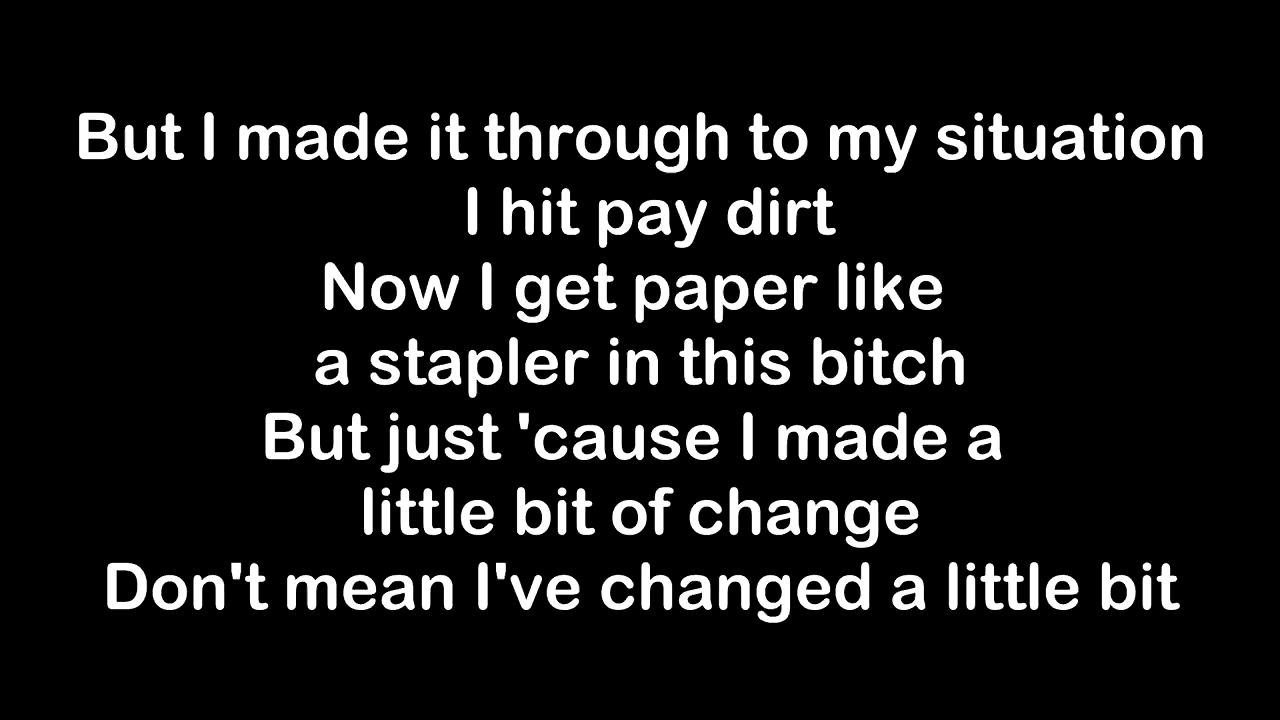 But I made it through to my situation
I hit pay dirt
Now I get paper like
a stapler in this bitch
But just 'cause I made a
little bit of change
Don't mean I've changed a little bit